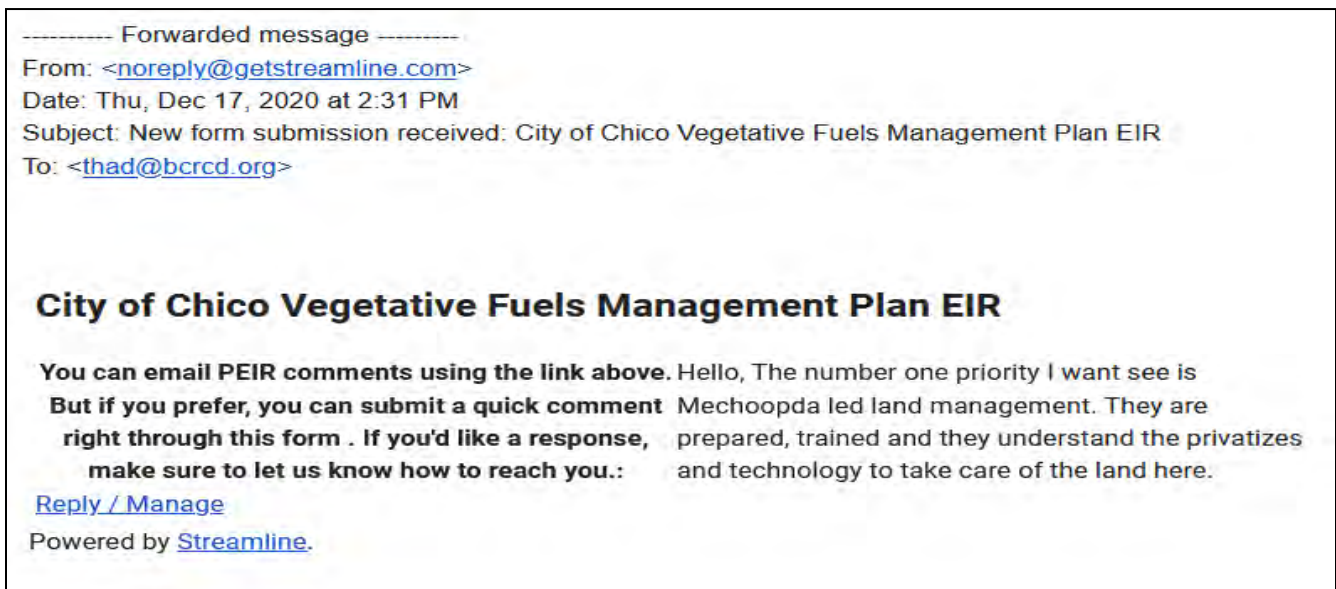 ---------- Forwarded message ---------
From: <noreply@getstreamline.com>
Date: Thu, Dec 17, 2020 at 2:31 PM
Subject: New form submission received: City of Chico Vegetative Fuels Management Plan EIR
To: <thad@bcrcd.org>
City of Chico Vegetative Fuels Management Plan EIR
You can email PEIR comments using the link above.
But if you prefer, you can submit a quick comment
right through this form . If you'd like a response,
make sure to let us know how to reach you.:
Hello, The number one priority I want see is
Mechoopda led land management. They are
prepared, trained and they understand the privatizes
and technology to take care of the land here.
Reply / Manage
Powered by Streamline.